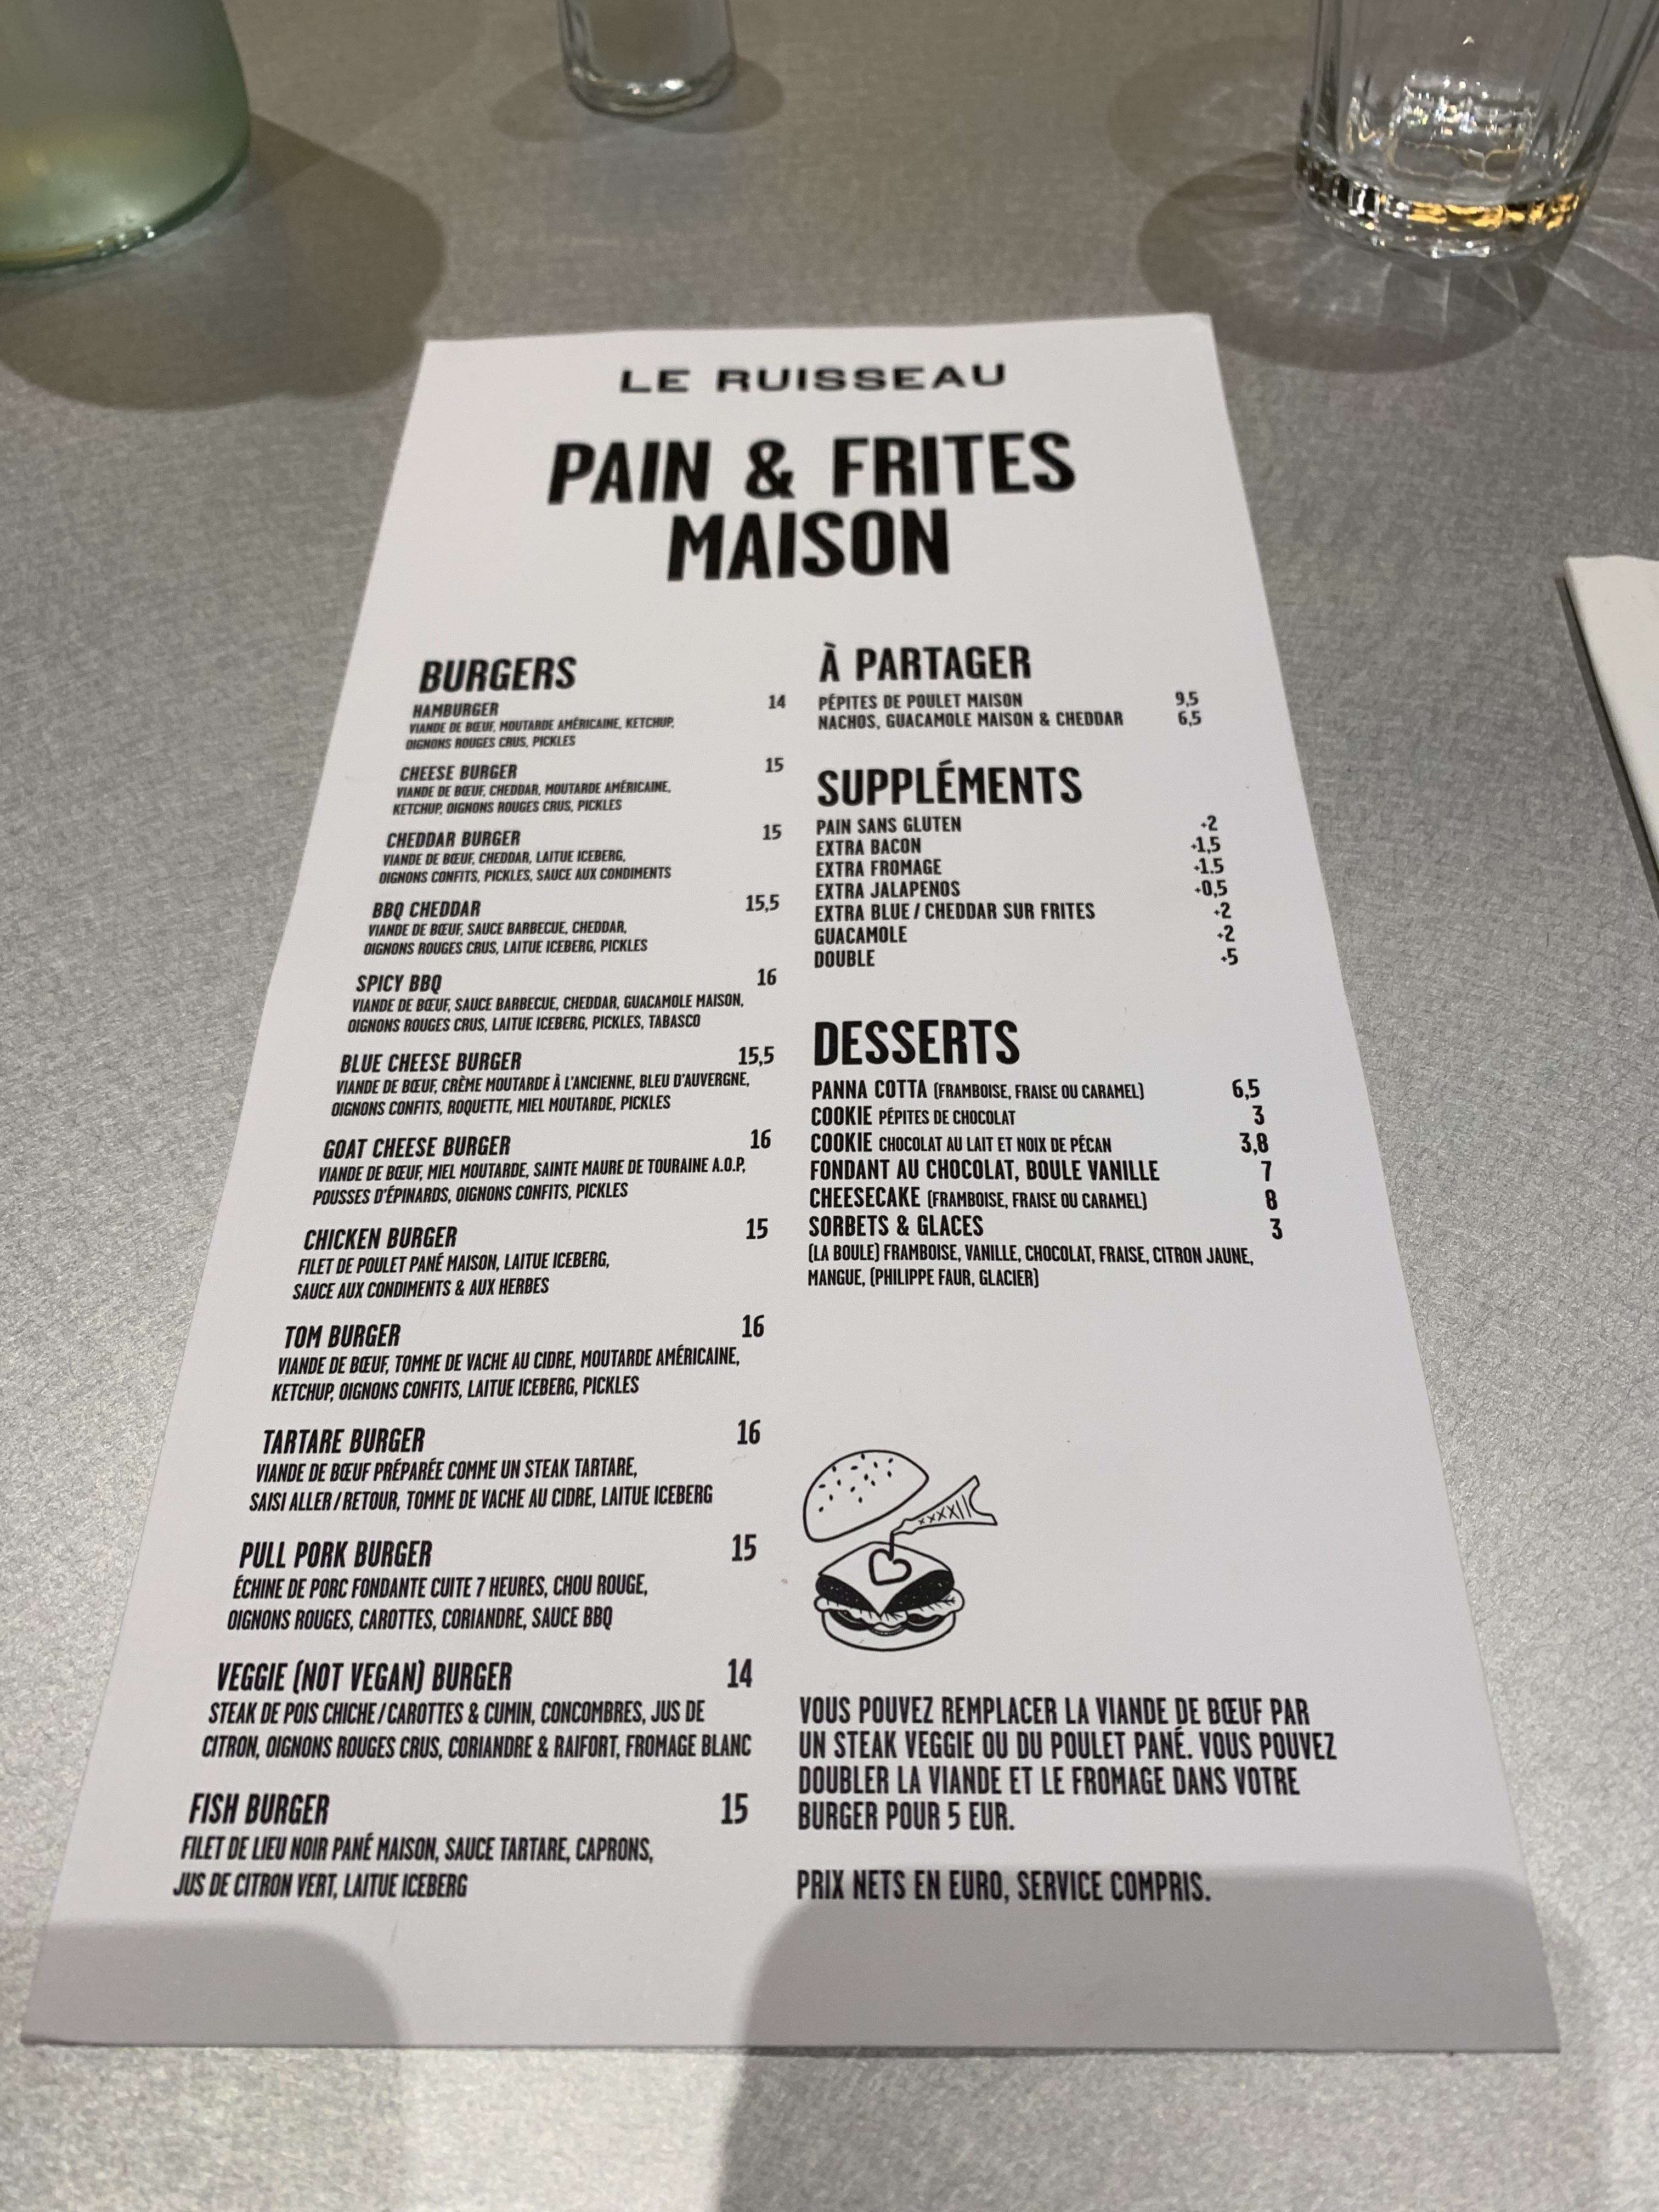 LE RUISSEAU
PAIN & FRITES
MAISON
BURGERS
HAMBURGER 14
VIANDE DE BŒUF, MOUTARDE AMÉRICAINE, KETCHUP,
OIGNONS ROUGES CRUS, PICKLES
CHEESE BURGER 15
VIANDE DE BŒUF, CHEDDAR, MOUTARDE AMÉRICAINE,
KETCHUP, OIGNONS ROUGES CRUS, PICKLES
CHEDDAR BURGER 15
VIANDE DE BŒUF, CHEDDAR, LAITUE ICEBERG,
OIGNONS CONFITS, PICKLES, SAUCE AUX CONDIMENTS
BBQ CHEDDAR 15,5
VIANDE DE BŒUF, SAUCE BARBECUE, CHEDDAR,
OIGNONS ROUGES CRUS, LAITUE ICEBERG, PICKLES
SPICY BBQ 16
VIANDE DE BŒUF, SAUCE BARBECUE, CHEDDAR, GUACAMOLE MAISON,
OIGNONS ROUGES CRUS, LAITUE ICEBERG, PICKLES, TABASCO
BLUE CHEESE BURGER 15,5
VIANDE DE BŒUF, CRÈME MOUTARDE À L'ANCIENNE, BLEU D'AUVERGNE,
OIGNONS CONFITS, ROQUETTE, MIEL MOUTARDE, PICKLES
GOAT CHEESE BURGER 16
VIANDE DE BŒUF, MIEL MOUTARDE, SAINTE MAURE DE TOURAINE A.O.P,
POUSSES D'ÉPINARDS, OIGNONS CONFITS, PICKLES
CHICKEN BURGER 15
FILET DE POULET PANÉ MAISON, LAITUE ICEBERG,
SAUCE AUX CONDIMENTS & AUX HERBES
TOM BURGER 16
VIANDE DE BŒUF, TOMME DE VACHE AU CIDRE, MOUTARDE AMÉRICAINE,
KETCHUP, OIGNONS CONFITS, LAITUE ICEBERG, PICKLES
TARTARE BURGER 16
VIANDE DE BŒUF PRÉPARÉE COMME UN STEAK TARTARE,
SAISI ALLER/RETOUR, TOMME DE VACHE AU CIDRE, LAITUE ICEBERG
PULL PORK BURGER 15
ÉCHINE DE PORC FONDANTE CUITE 7 HEURES, CHOU ROUGE,
OIGNONS ROUGES, CAROTTES, CORIANDRE, SAUCE BBQ
VEGGIE (NOT VEGAN) BURGER 14
STEAK DE POIS CHICHE/CAROTTES & CUMIN, CONCOMBRES, JUS DE
CITRON, OIGNONS ROUGES CRUS, CORIANDRE & RAIFORT, FROMAGE BLANC
FISH BURGER 15
FILET DE LIEU NOIR PANÉ MAISON, SAUCE TARTARE, CAPRONS,
JUS DE CITRON VERT, LAITUE ICEBERG
À PARTAGER
PÉPITES DE POULET MAISON 9,5
NACHOS, GUACAMOLE MAISON & CHEDDAR 6,5
SUPPLÉMENTS
PAIN SANS GLUTEN +2
EXTRA BACON +1,5
EXTRA FROMAGE +1.5
EXTRA JALAPENOS +0,5
EXTRA BLUE / CHEDDAR SUR FRITES +2
GUACAMOLE +2
DOUBLE +5
DESSERTS
PANNA COTTA (FRAMBOISE, FRAISE OU CARAMEL) 6,5
COOKIE PÉPITES DE CHOCOLAT 3
COOKIE CHOCOLAT AU LAIT ET NOIX DE PÉCAN 3,8
FONDANT AU CHOCOLAT, BOULE VANILLE 7
CHEESECAKE (FRAMBOISE, FRAISE OU CARAMEL) 8
SORBETS & GLACES 3
(LA BOULE) FRAMBOISE, VANILLE, CHOCOLAT, FRAISE, CITRON JAUNE,
MANGUE, (PHILIPPE FAUR, GLACIER)
VOUS POUVEZ REMPLACER LA VIANDE DE BŒUF PAR
UN STEAK VEGGIE OU DU POULET PANÉ. VOUS POUVEZ
DOUBLER LA VIANDE ET LE FROMAGE DANS VOTRE
BURGER POUR 5 EUR.
PRIX NETS EN EURO, SERVICE COMPRIS.